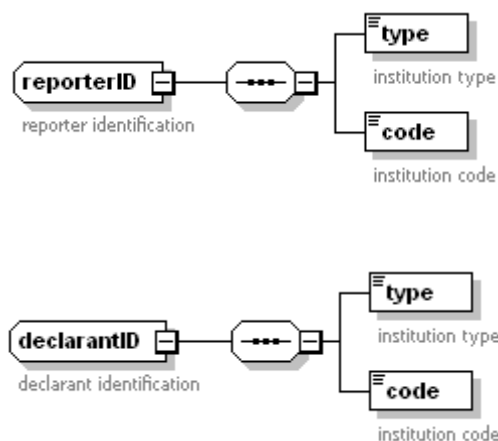 type
institution type
reporterID
reporter identification
code
institution code
type
institution type
declarantID
declarant identification
code
institution code